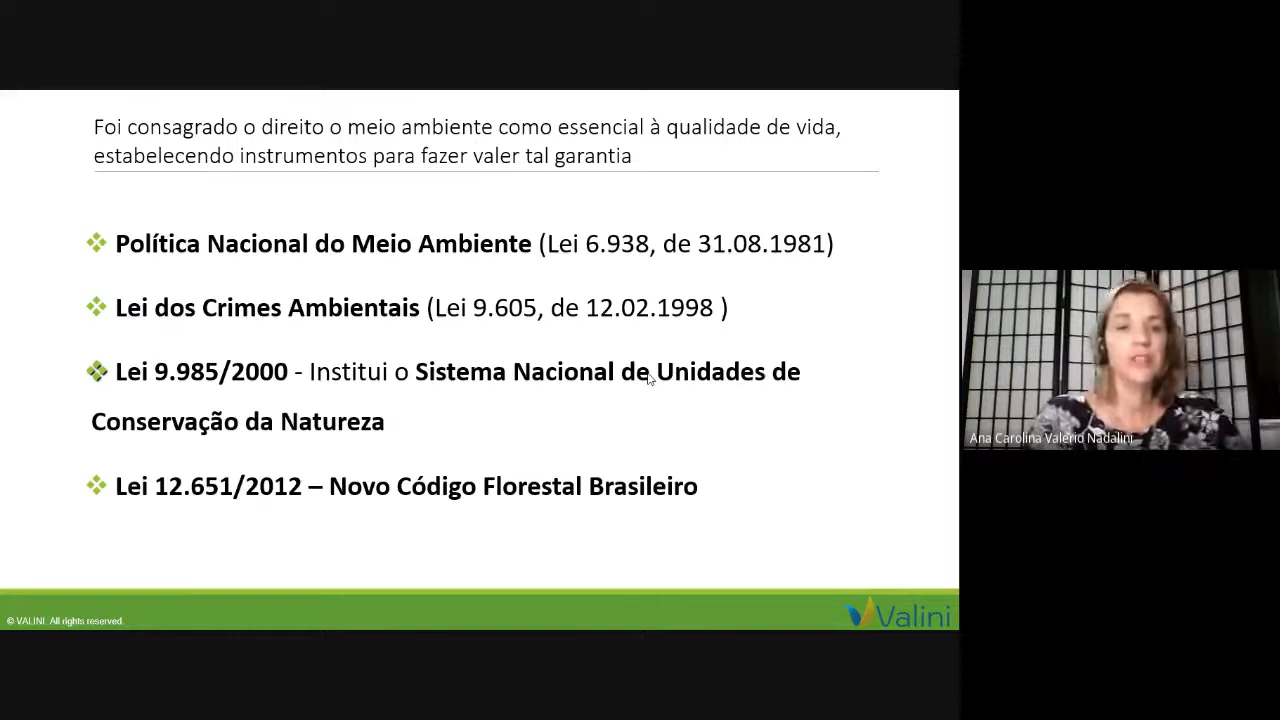 Foi consagrado o direito o meio ambiente como essencial à qualidade de vida,
estabelecendo instrumentos para fazer valer tal garantia
Política Nacional do Meio Ambiente (Lei 6.938, de 31.08.1981)
Lei dos Crimes Ambientais (Lei 9.605, de 12.02.1998 )
Lei 9.985/2000 - Institui o Sistema Nacional de Unidades de
Conservação da Natureza
Lei 12.651/2012 – Novo Código Florestal Brasileiro
© VALINI. All rights reserved.
Valini
Ana Carolina Valério Nadalini